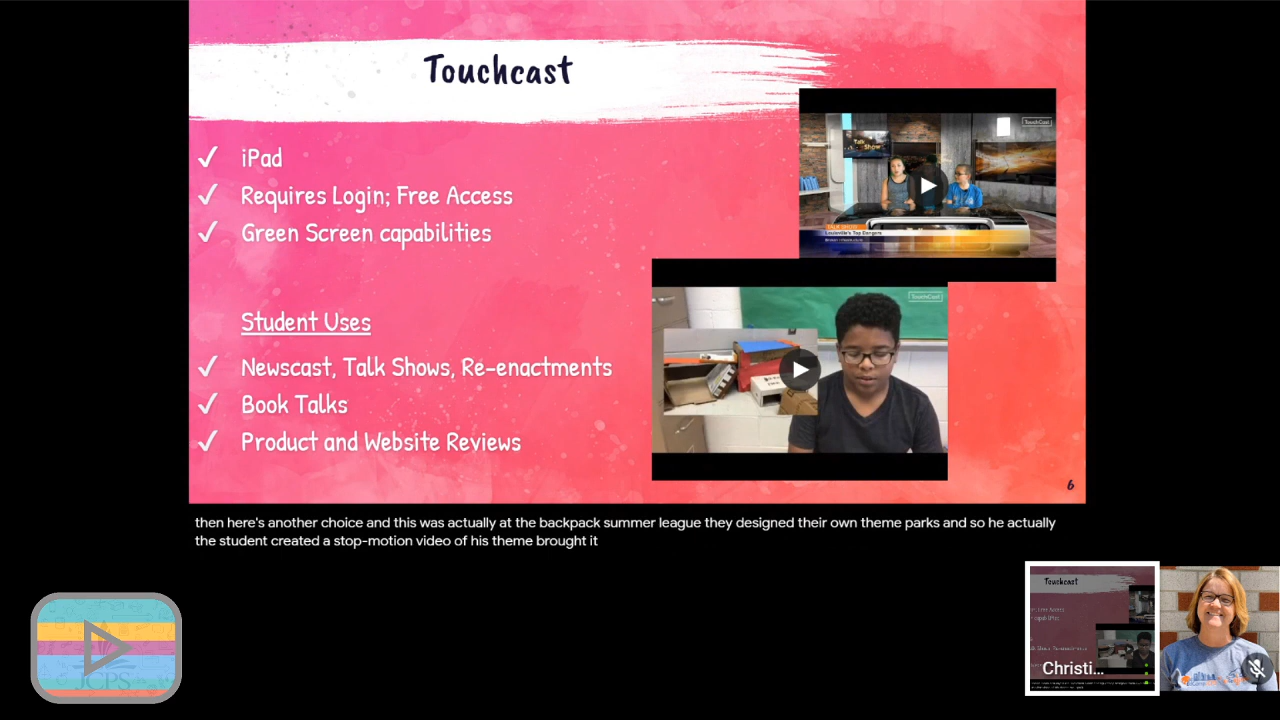 Touchcast
iPad
Requires Login; Free Access
Green Screen capabilities
Student Uses
Newscast, Talk Shows, Re-enactments
Book Talks
Product and Website Reviews
TouchCast
Talk
Show
TALK SHOW
Louisville's Top Dangers
TouchCast
6
then here's another choice and this was actually at the backpack summer league they designed their own theme parks and so he actually
the student created a stop-motion video of his theme brought it
JCPS
Touchcast
Christi...